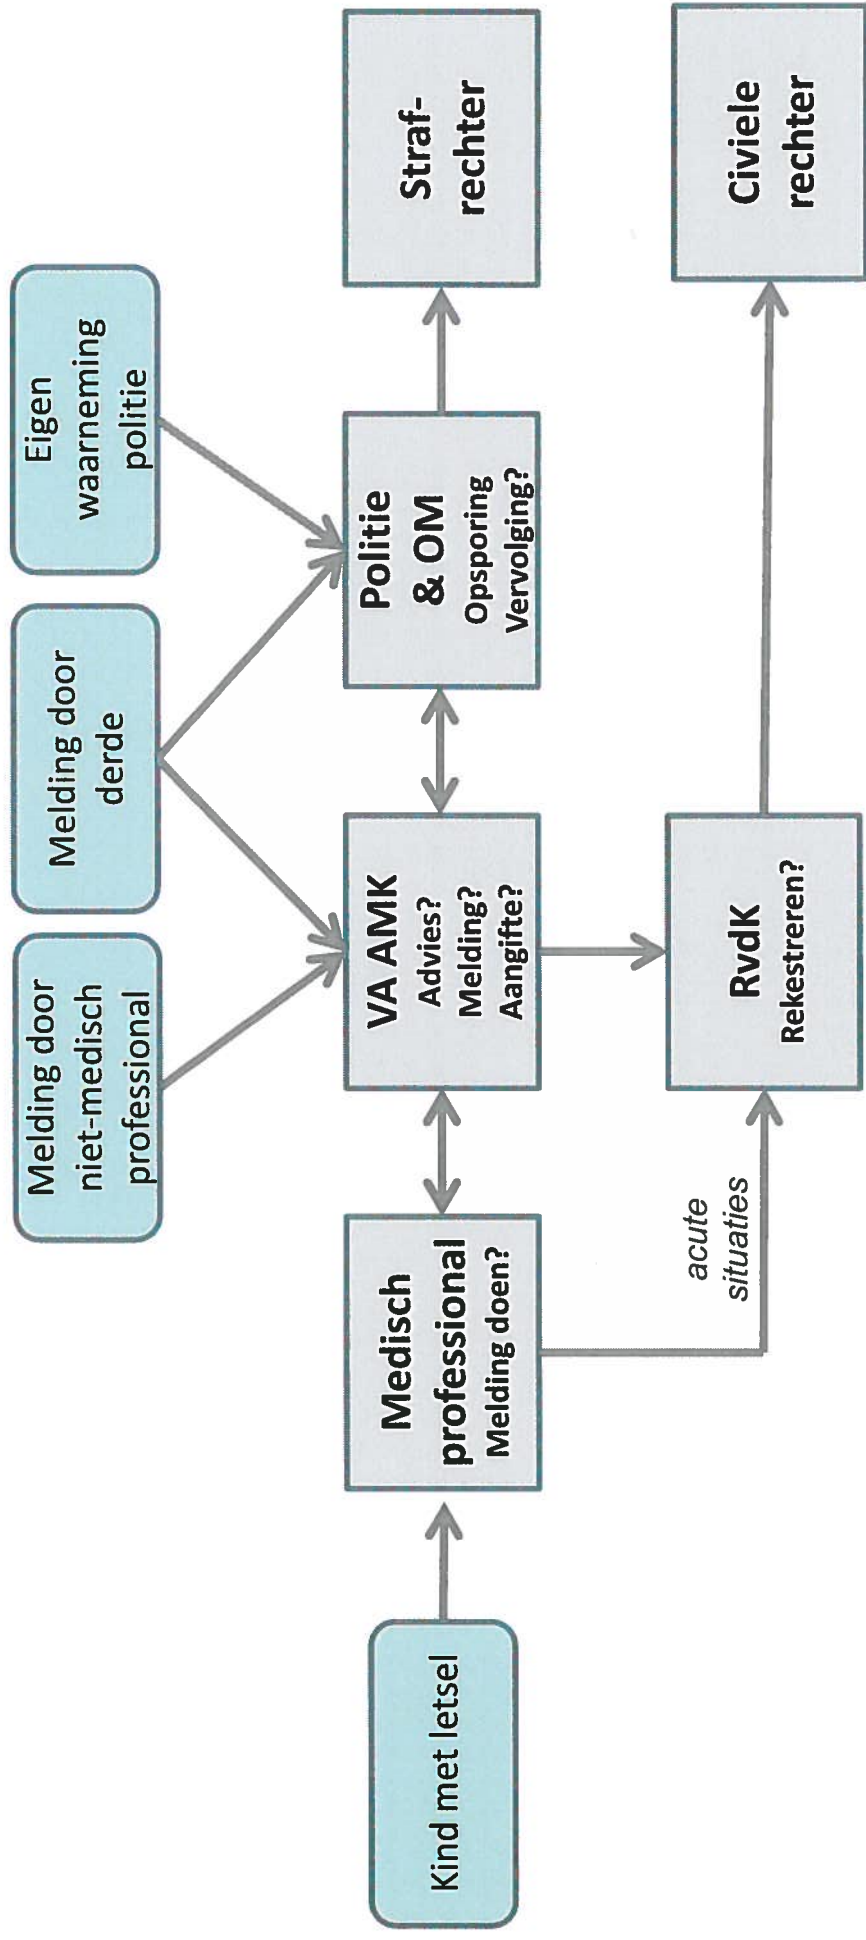 Melding door
niet-medisch
professional
Melding door
derde
Eigen
waarneming
politie
Kind met letsel
Medisch
professional
Melding doen?
VA AMK
Advies?
Melding?
Aangifte?
Politie
& OM
Opsporing
Vervolging?
Straf-
rechter
acute
situaties
RvdK
Rekestreren?
Civiele
rechter